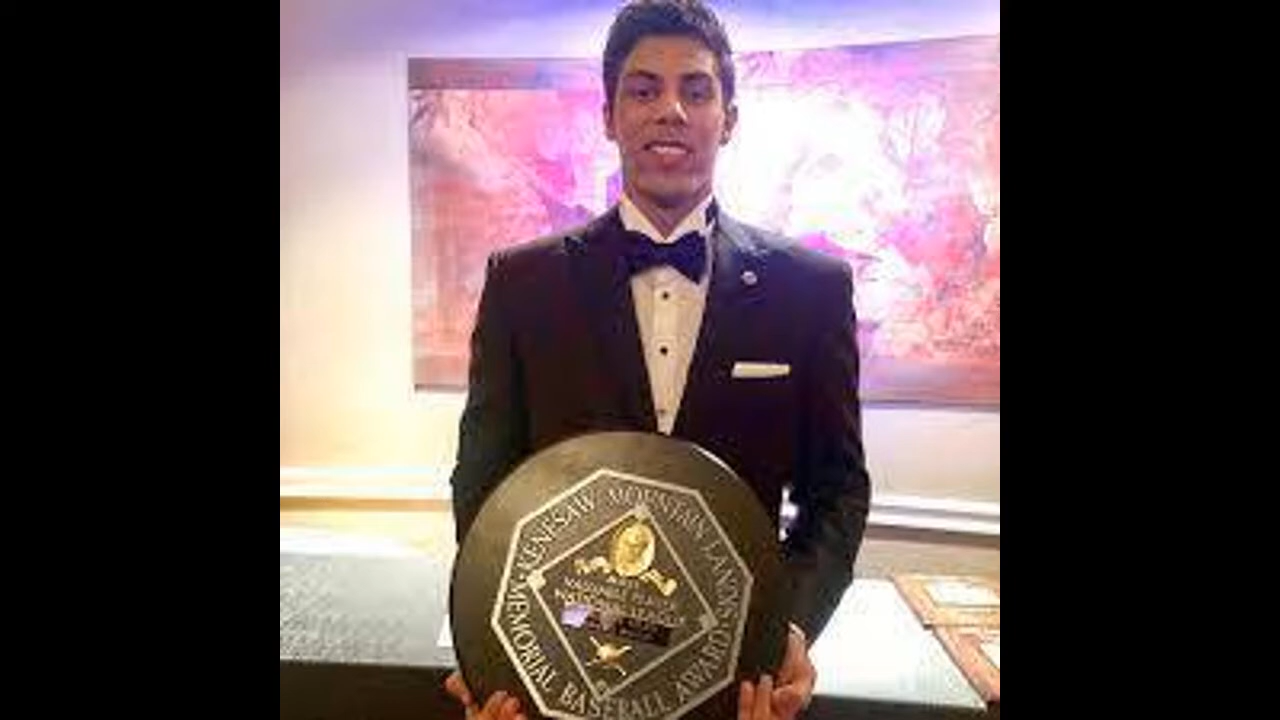 KENESAW MOUNTAIN LANDIS
MEMORIAL BASEBALL AWARD
MOST
VALUABLE PLAYER
NATIONAL LEAGUE